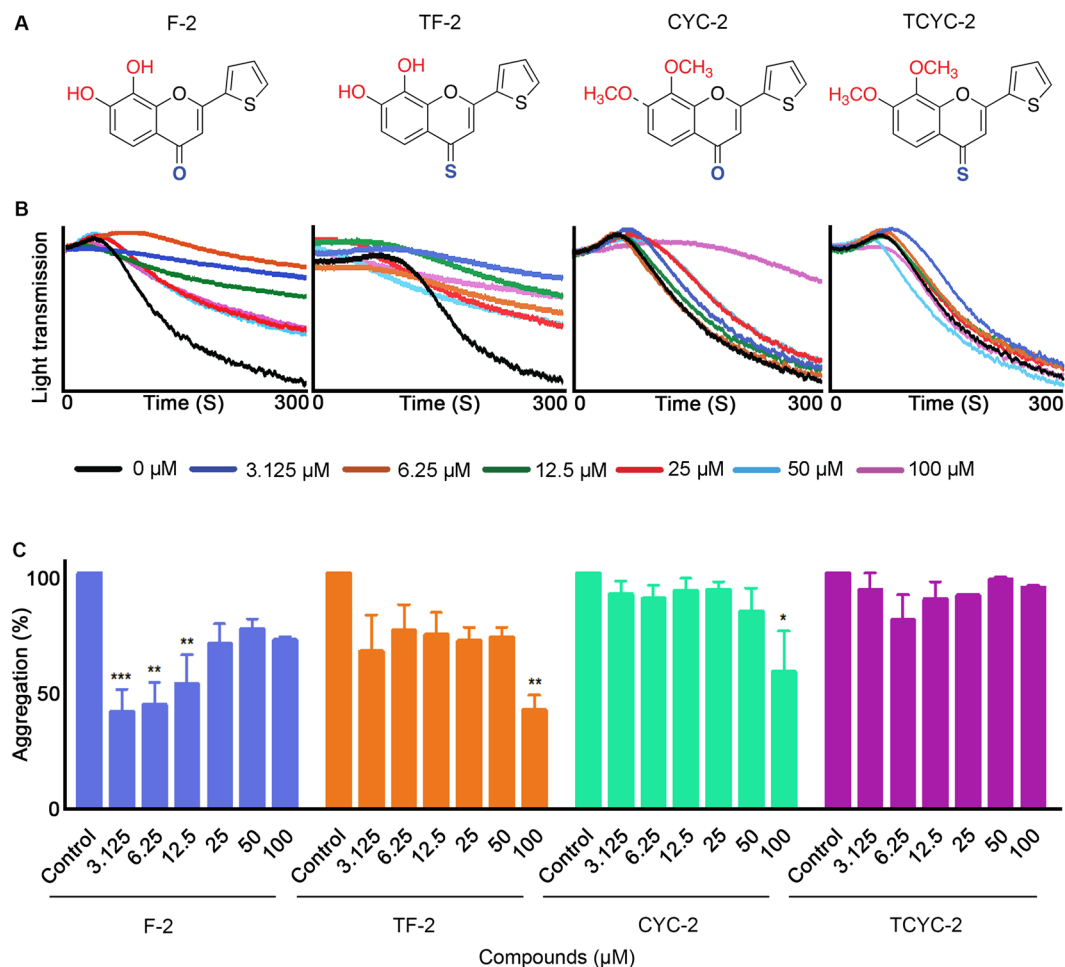 A F-2 TF-2 CYC-2 TCYC-2
OH
HO
O
S
O
OH
HO
O
S
S
OCH3
H3CO
O
S
O
OCH3
H3CO
O
S
S
B
Light transmission
0 Time (S) 300
0 Time (S) 300
0 Time (S) 300
0 Time (S) 300
0 µM 3.125 µM 6.25 µM 12.5 µM 25 µM 50 µM 100 µM
C
Aggregation (%)
100
50
0
*** ** ** ** *
Control 3.125 6.25 12.5 25 50 100
Control 3.125 6.25 12.5 25 50 100
Control 3.125 6.25 12.5 25 50 100
Control 3.125 6.25 12.5 25 50 100
F-2 TF-2 CYC-2 TCYC-2
Compounds (µM)